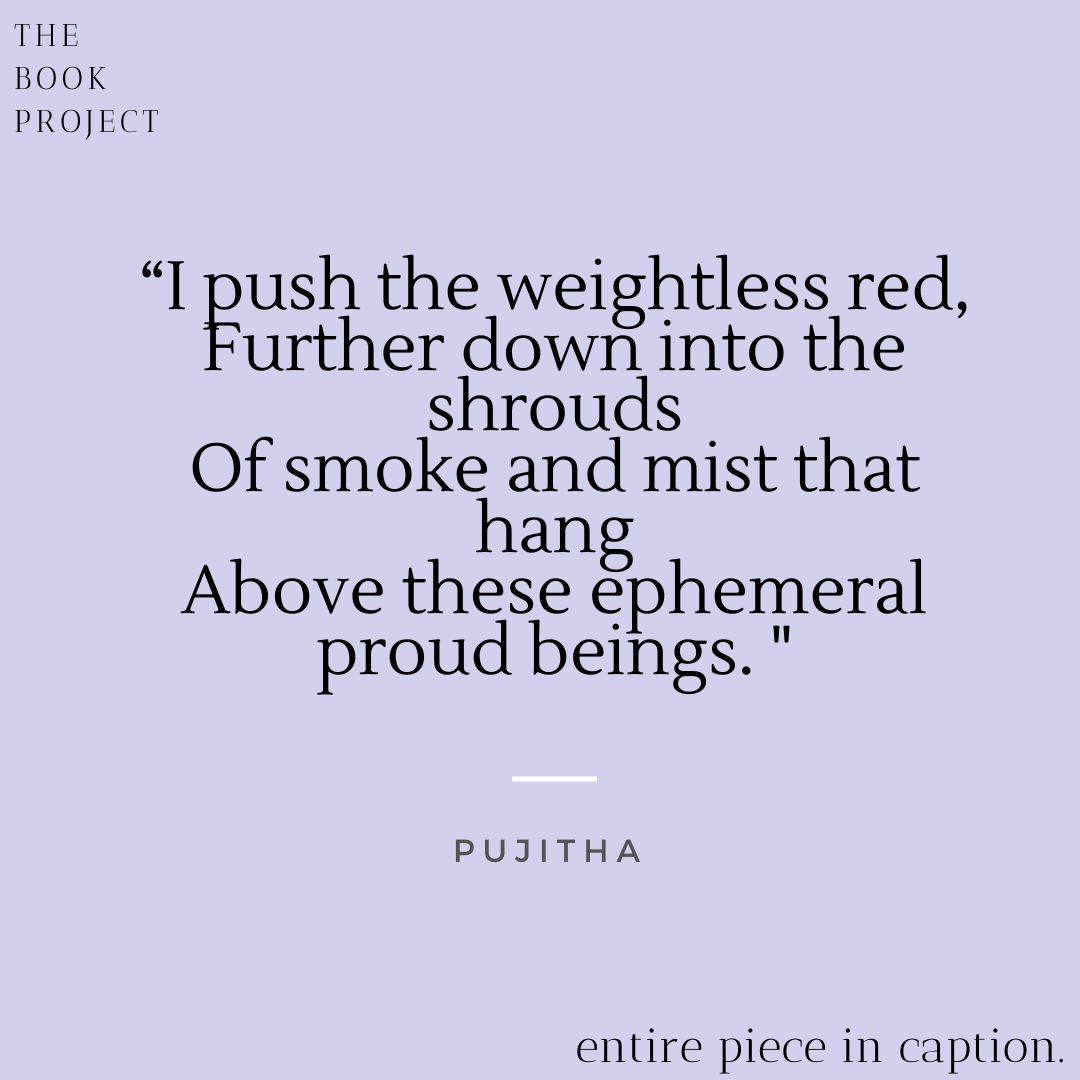 THE
BOOK
PROJECT
“I push the weightless red,
Further down into the
shrouds
Of smoke and mist that
hang
Above these ephemeral
proud beings. "
PUJITHA
entire piece in caption.